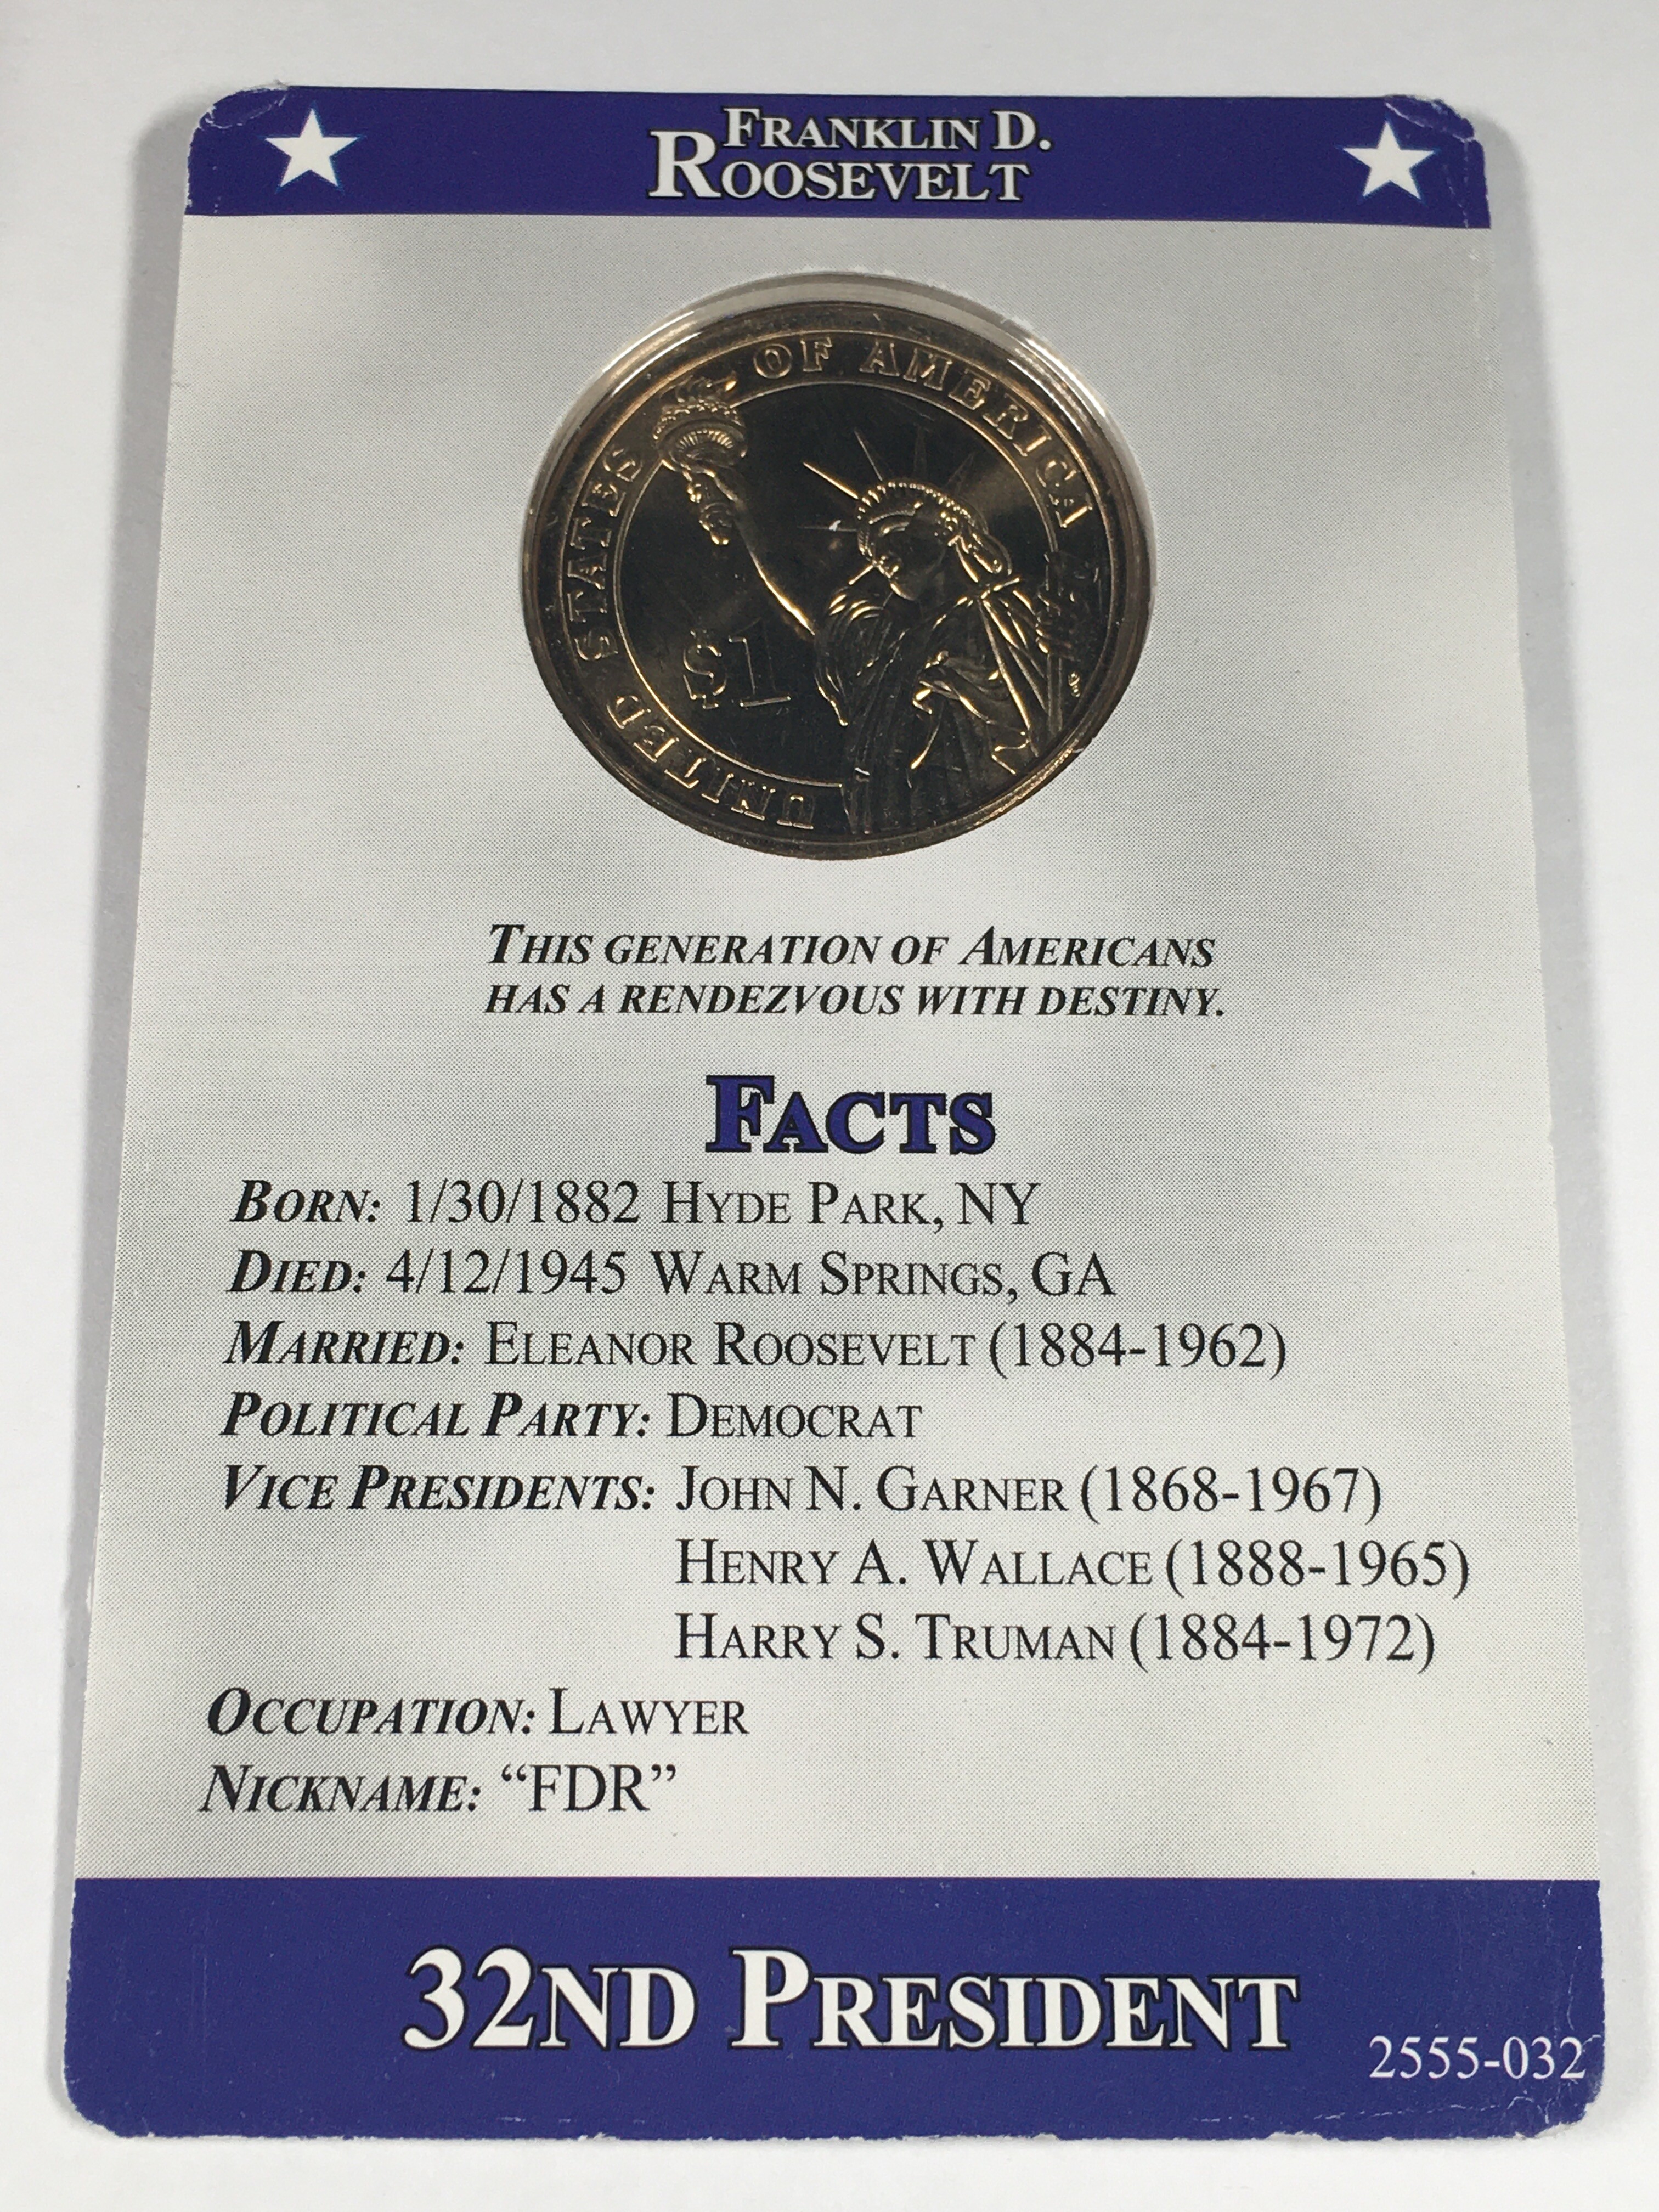 FRANKLIN D.
ROOSEVELT
UNITED STATES OF AMERICA
$1
THIS GENERATION OF AMERICANS
HAS A RENDEZVOUS WITH DESTINY.
FACTS
BORN: 1/30/1882 HYDE PARK, NY
DIED: 4/12/1945 WARM SPRINGS, GA
MARRIED: ELEANOR ROOSEVELT (1884-1962)
POLITICAL PARTY: DEMOCRAT
VICE PRESIDENTS: JOHN N. GARNER (1868-1967)
HENRY A. WALLACE (1888-1965)
HARRY S. TRUMAN (1884-1972)
OCCUPATION: LAWYER
NICKNAME: “FDR”
32ND PRESIDENT
2555-032